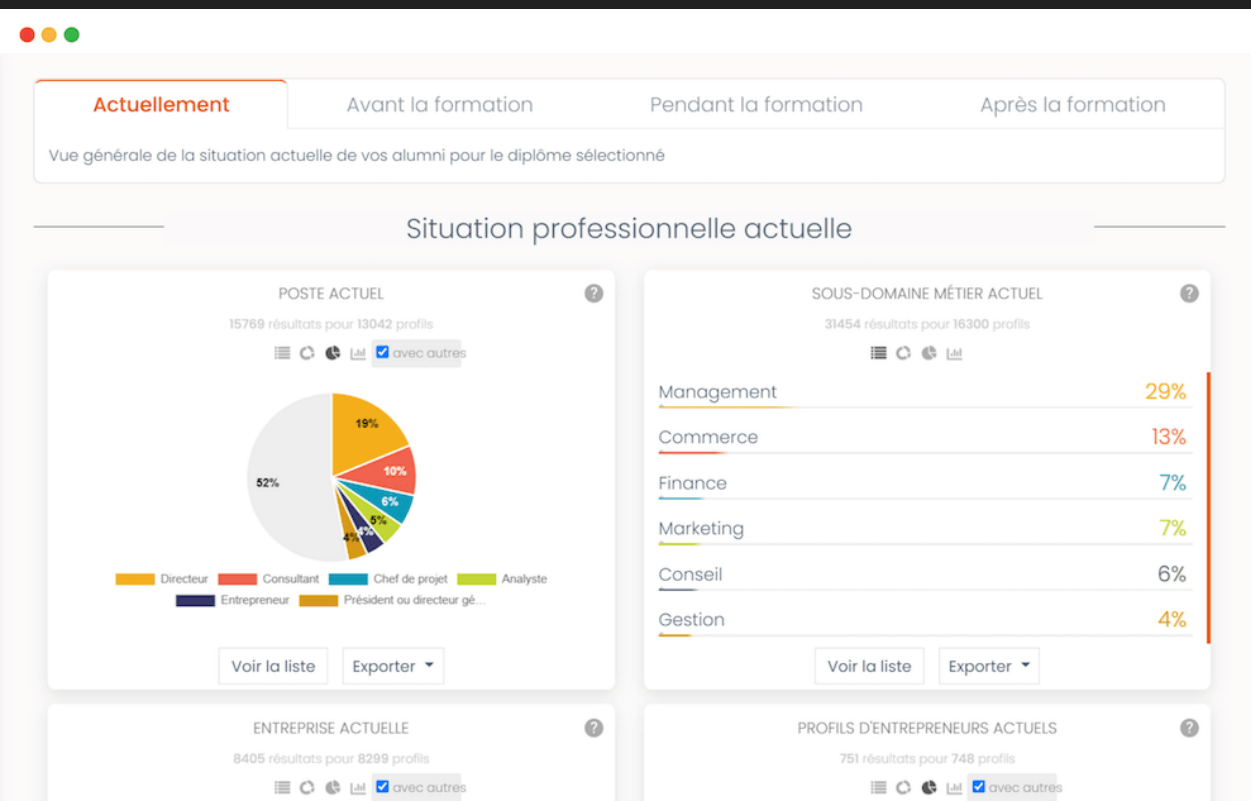 Actuellement Avant la formation Pendant la formation Après la formation
Vue générale de la situation actuelle de vos alumni pour le diplôme sélectionné
Situation professionnelle actuelle
POSTE ACTUEL
15769 résultats pour 13042 profils
avec autres
19%
10%
6%
5%
4%
4%
52%
Directeur Consultant Chef de projet Analyste
Entrepreneur Président ou directeur gé...
Voir la liste Exporter
SOUS-DOMAINE MÉTIER ACTUEL
31454 résultats pour 16300 profils
Management 29%
Commerce 13%
Finance 7%
Marketing 7%
Conseil 6%
Gestion 4%
Voir la liste Exporter
ENTREPRISE ACTUELLE
8405 résultats pour 8299 profils
avec autres
PROFILS D'ENTREPRENEURS ACTUELS
751 résultats pour 748 profils
avec autres